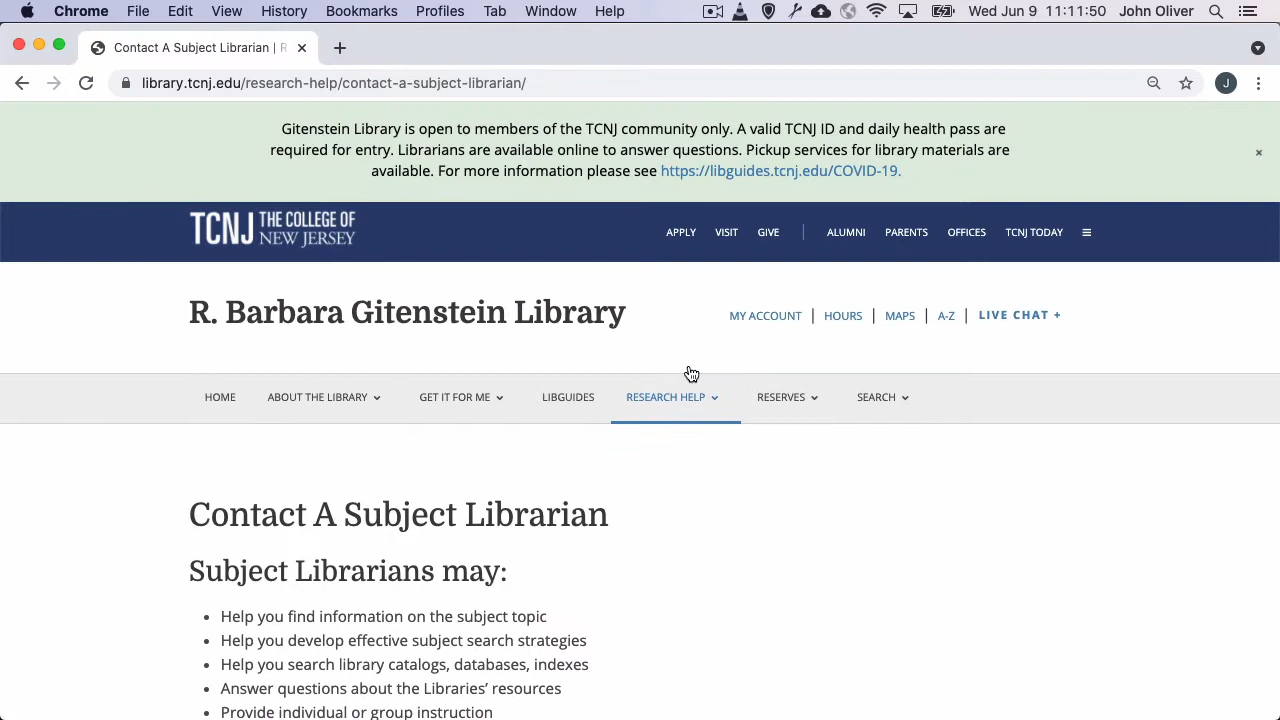 Chrome File Edit View History Bookmarks Profiles Tab Window Help Wed Jun 9 11:11:50 John Oliver
Contact A Subject Librarian | R
library.tcnj.edu/research-help/contact-a-subject-librarian/
J
Gitenstein Library is open to members of the TCNJ community only. A valid TCNJ ID and daily health pass are
required for entry. Librarians are available online to answer questions. Pickup services for library materials are
available. For more information please see https://libguides.tcnj.edu/COVID-19.
TCNJ THE COLLEGE OF
NEW JERSEY
APPLY VISIT GIVE | ALUMNI PARENTS OFFICES TCNJ TODAY
R. Barbara Gitenstein Library
MY ACCOUNT | HOURS | MAPS | A-Z | LIVE CHAT +
HOME ABOUT THE LIBRARY GET IT FOR ME LIBGUIDES RESEARCH HELP RESERVES SEARCH
Contact A Subject Librarian
Subject Librarians may:
• Help you find information on the subject topic
• Help you develop effective subject search strategies
• Help you search library catalogs, databases, indexes
• Answer questions about the Libraries’ resources
• Provide individual or group instruction